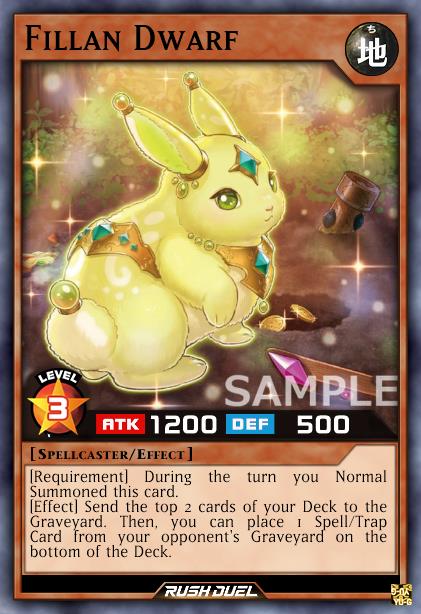 Fillan Dwarf
ち
地
SAMPLE
LEVEL
3
ATK 1200 DEF 500
[Spellcaster/Effect]
[Requirement] During the turn you Normal
Summoned this card.
[Effect] Send the top 2 cards of your Deck to the
Graveyard. Then, you can place 1 Spell/Trap
Card from your opponent's Graveyard on the
bottom of the Deck.
RUSH DUEL